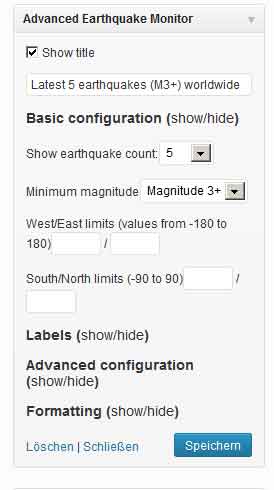 Advanced Earthquake Monitor
Show title
Latest 5 earthquakes (M3+) worldwide
Basic configuration (show/hide)
Show earthquake count: 5
Minimum magnitude Magnitude 3+
West/East limits (values from -180 to
180) /
South/North limits (-90 to 90) /
Labels (show/hide)
Advanced configuration
(show/hide)
Formatting (show/hide)
Löschen | Schließen Speichern